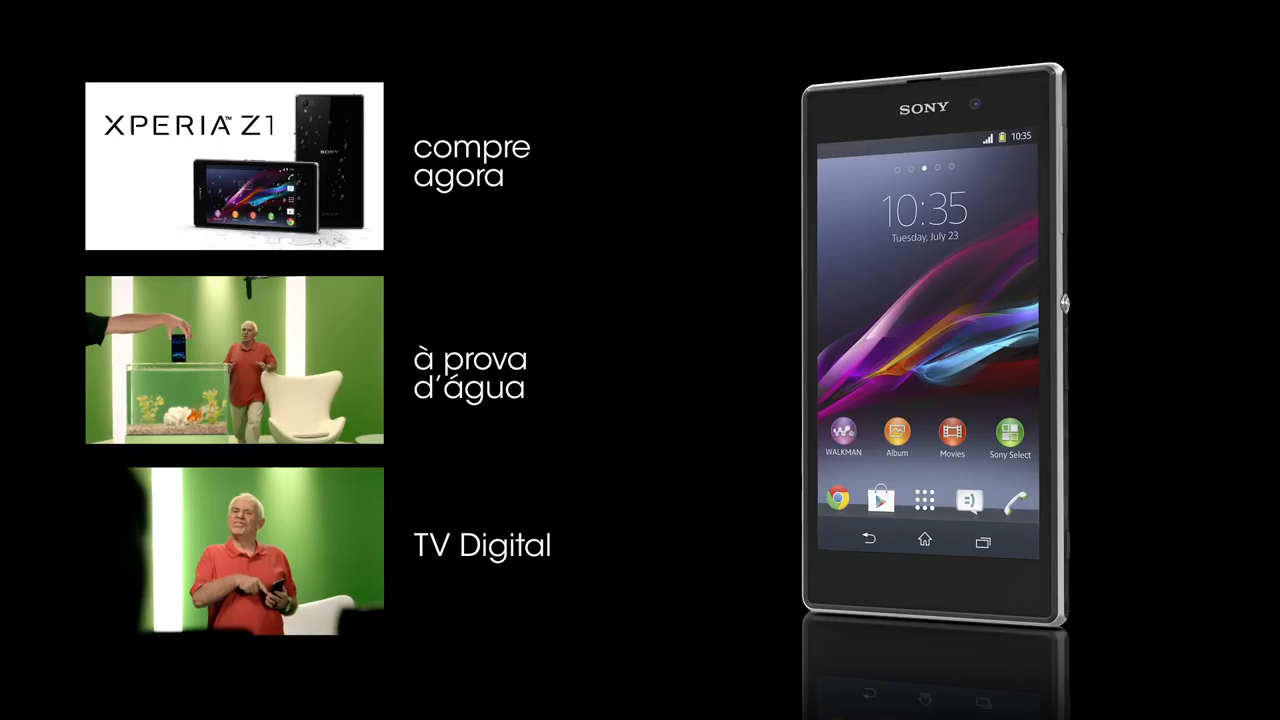 XPERIA™ Z1
SONY
compre
agora
à prova
d'água
TV Digital
SONY
10:35
10:35
Tuesday, July 23
WALKMAN
Album
Movies
Sony Select